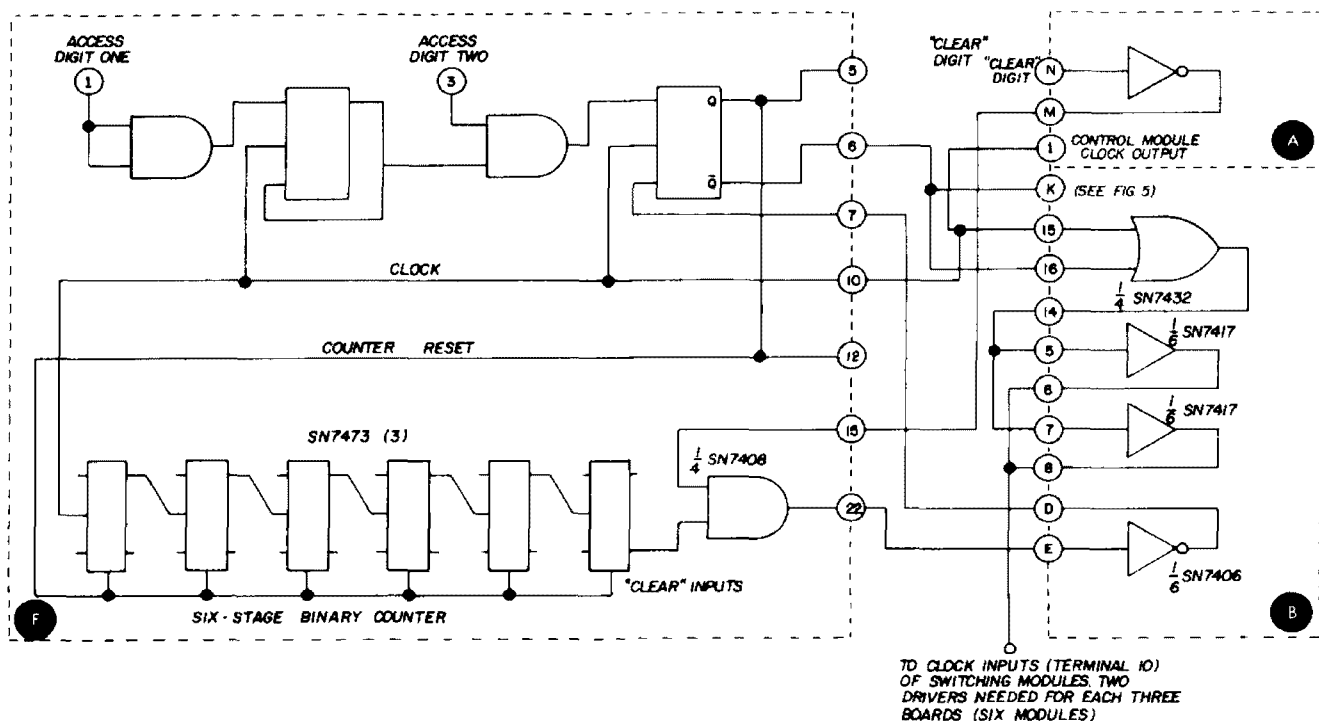 ACCESS
DIGIT ONE
1
ACCESS
DIGIT TWO
3
Q
Q̅
5
6
7
CLOCK
10
COUNTER RESET
12
SN7473 (3)
15
1/4 SN7408
22
"CLEAR" INPUTS
SIX-STAGE BINARY COUNTER
F
"CLEAR"
DIGIT
"CLEAR"
DIGIT
N
M
1
CONTROL MODULE
CLOCK OUTPUT
A
K
(SEE FIG 5)
15
16
1/4 SN7432
14
1/6 SN7417
5
6
1/6 SN7417
7
8
D
E
1/6 SN7406
B
TO CLOCK INPUTS (TERMINAL 10)
OF SWITCHING MODULES. TWO
DRIVERS NEEDED FOR EACH THREE
BOARDS (SIX MODULES)